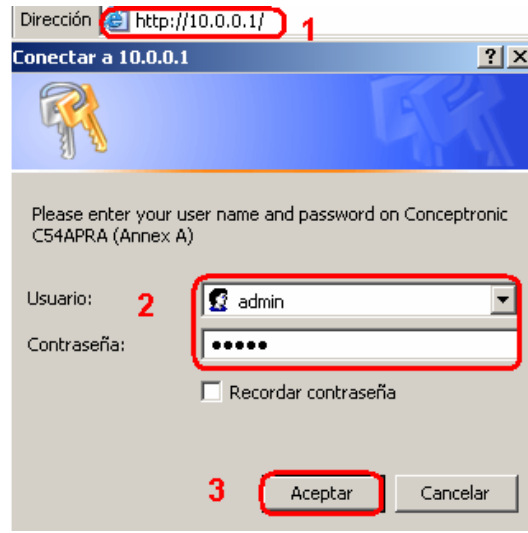 Dirección http://10.0.0.1/ 1
Conectar a 10.0.0.1
Please enter your user name and password on Conceptronic
C54APRA (Annex A)
Usuario: 2 admin
Contraseña: •••••
Recordar contraseña
3 Aceptar Cancelar